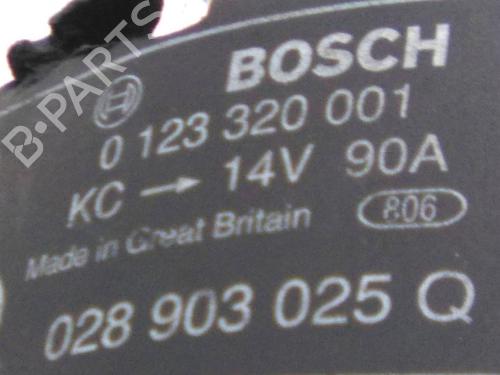 B-PARTS
BOSCH
0 123 320 001
KC → 14V 90A
Made in Great Britain
806
028 903 025 Q